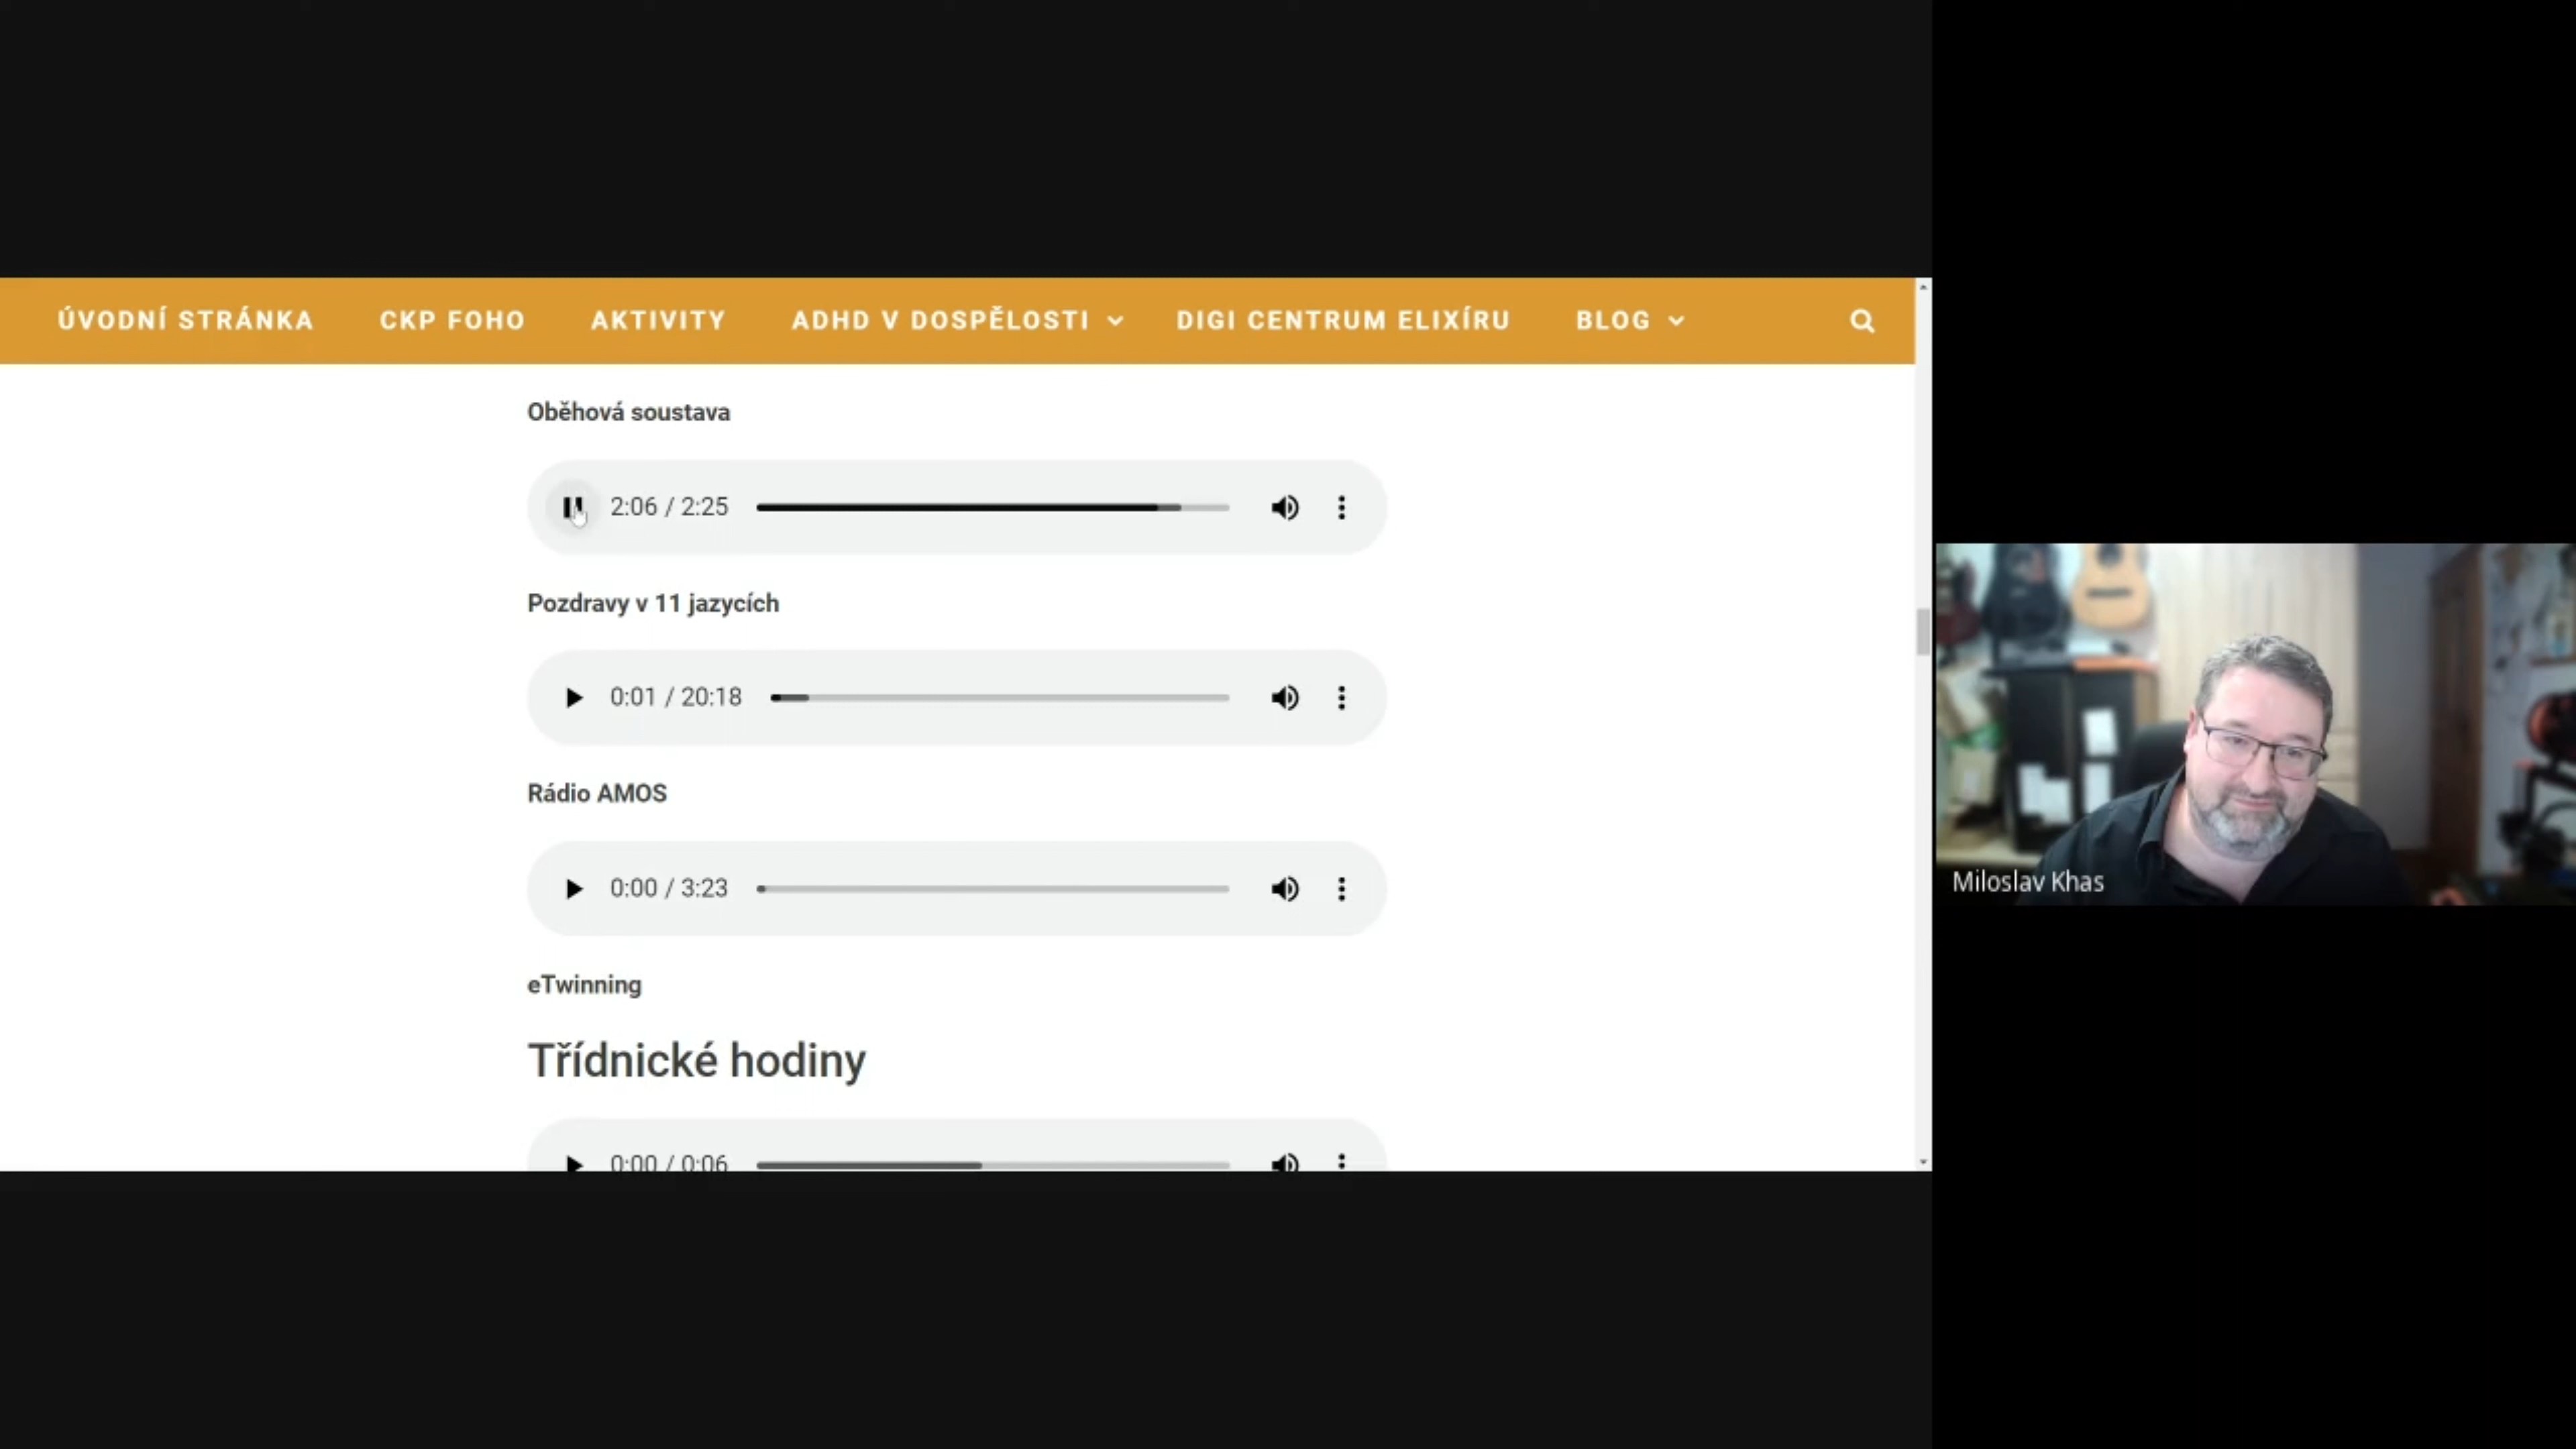 ÚVODNÍ STRÁNKA CKP FOHO AKTIVITY ADHD V DOSPĚLOSTI DIGI CENTRUM ELIXÍRU BLOG
Oběhová soustava
2:06 / 2:25
Pozdravy v 11 jazycích
0:01 / 20:18
Rádio AMOS
0:00 / 3:23
eTwinning
Třídnické hodiny
0:00 / 0:06
Miloslav Khas